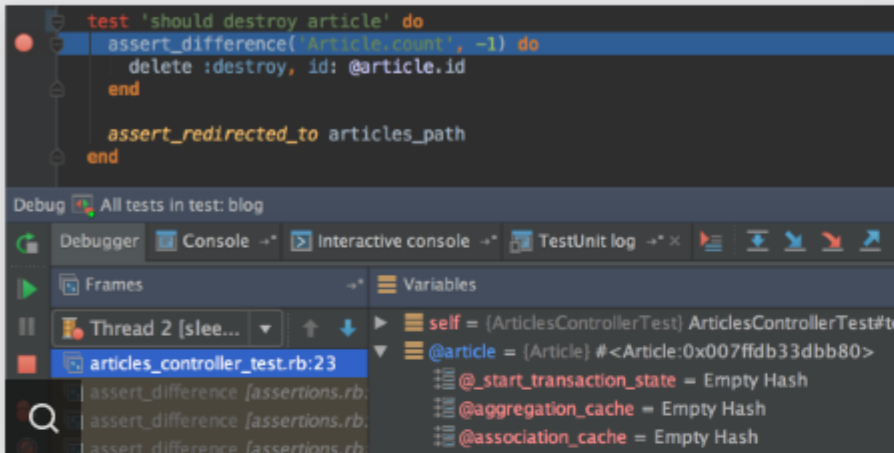 test 'should destroy article' do
assert_difference('Article.count', -1) do
delete :destroy, id: @article.id
end
assert_redirected_to articles_path
end
Debug All tests in test: blog
Debugger Console Interactive console TestUnit log
Frames Variables
Thread 2 [slee... self = {ArticlesControllerTest} ArticlesControllerTest#t
@article = {Article} #<Article:0x007ffdb33dbb80>
articles_controller_test.rb:23
@_start_transaction_state = Empty Hash
assert_difference [assertions.rb:
@aggregation_cache = Empty Hash
assert_difference [assertions.rb:
@association_cache = Empty Hash
assert_difference [assertions.rb: